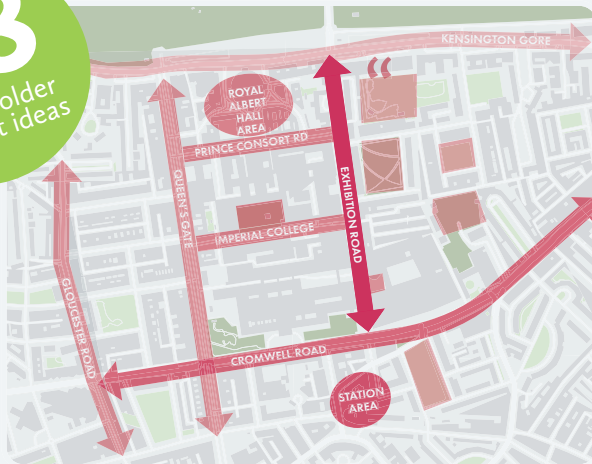 3
older
t ideas
KENSINGTON GORE
ROYAL
ALBERT
HALL
AREA
PRINCE CONSORT RD
QUEEN'S GATE
EXHIBITION ROAD
IMPERIAL COLLEGE
GLOUCESTER ROAD
CROMWELL ROAD
STATION
AREA